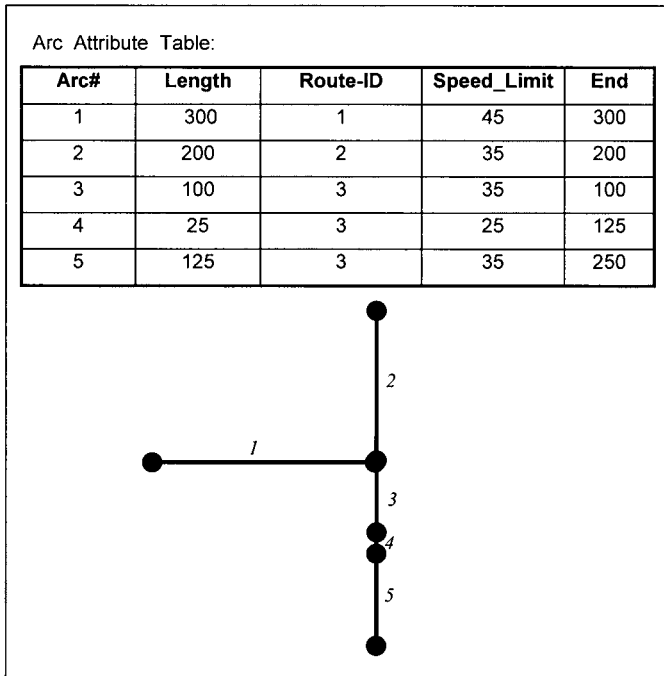 Arc Attribute Table:
Arc# Length Route-ID Speed_Limit End
1 300 1 45 300
2 200 2 35 200
3 100 3 35 100
4 25 3 25 125
5 125 3 35 250
2
1
3
4
5